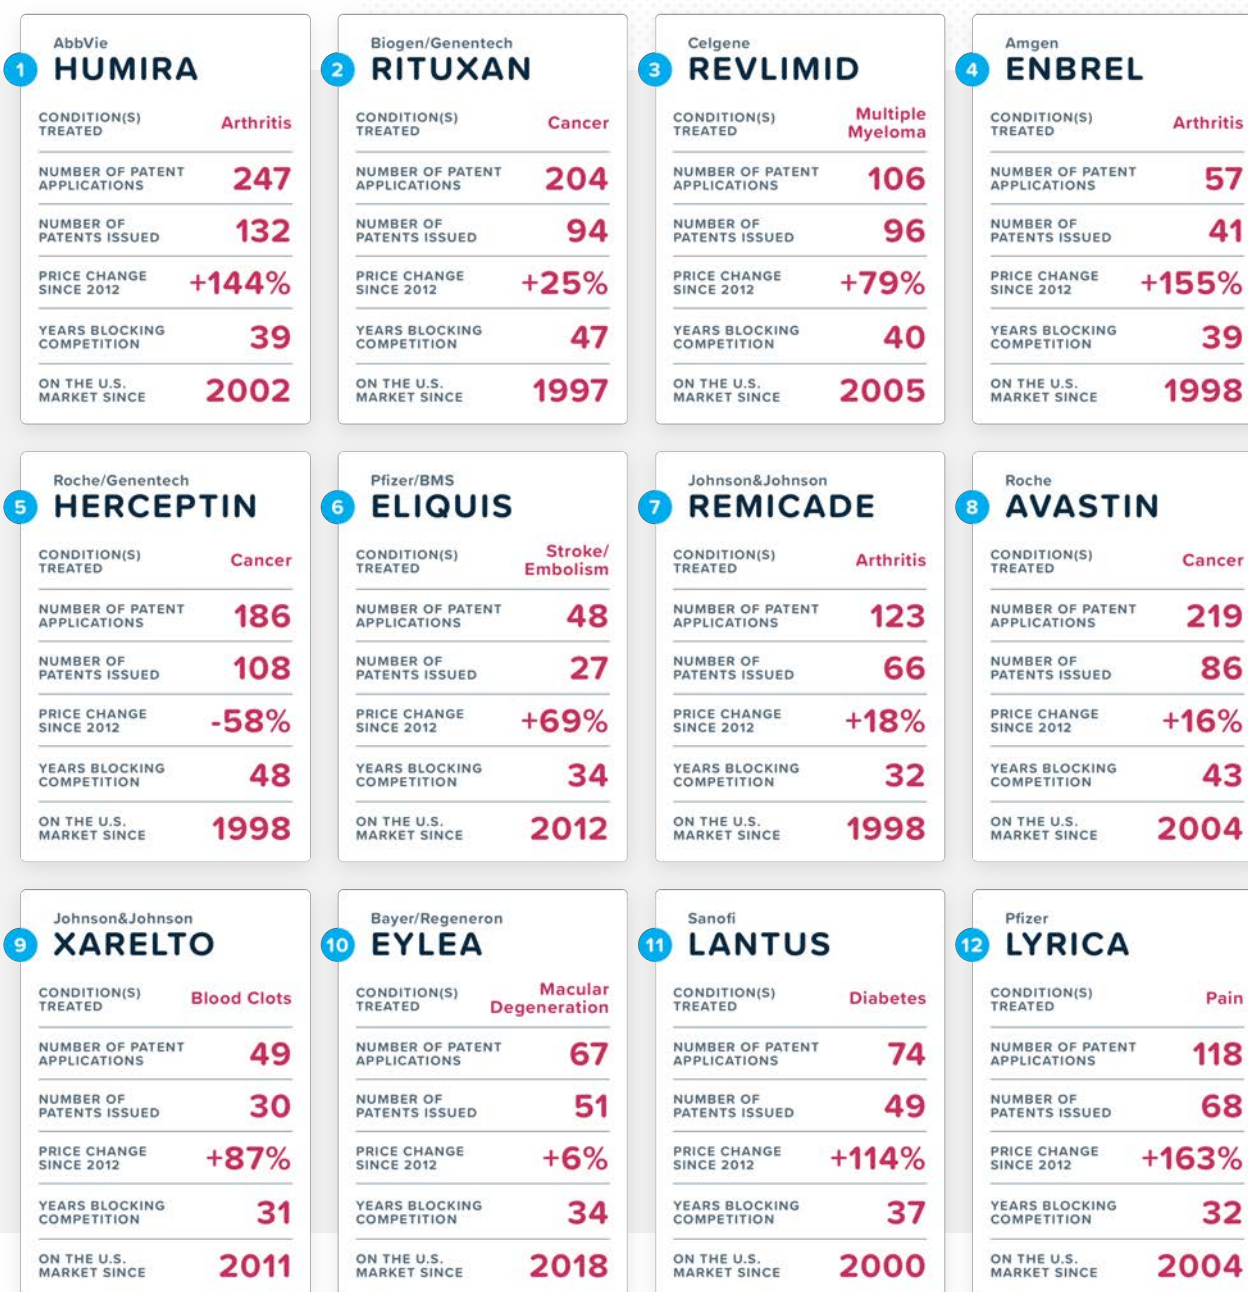 AbbVie
1 HUMIRA
CONDITION(S)
TREATED
Arthritis
NUMBER OF PATENT
APPLICATIONS
247
NUMBER OF
PATENTS ISSUED
132
PRICE CHANGE
SINCE 2012
+144%
YEARS BLOCKING
COMPETITION
39
ON THE U.S.
MARKET SINCE
2002
Biogen/Genentech
2 RITUXAN
CONDITION(S)
TREATED
Cancer
NUMBER OF PATENT
APPLICATIONS
204
NUMBER OF
PATENTS ISSUED
94
PRICE CHANGE
SINCE 2012
+25%
YEARS BLOCKING
COMPETITION
47
ON THE U.S.
MARKET SINCE
1997
Celgene
3 REVLIMID
CONDITION(S)
TREATED
Multiple
Myeloma
NUMBER OF PATENT
APPLICATIONS
106
NUMBER OF
PATENTS ISSUED
96
PRICE CHANGE
SINCE 2012
+79%
YEARS BLOCKING
COMPETITION
40
ON THE U.S.
MARKET SINCE
2005
Amgen
4 ENBREL
CONDITION(S)
TREATED
Arthritis
NUMBER OF PATENT
APPLICATIONS
57
NUMBER OF
PATENTS ISSUED
41
PRICE CHANGE
SINCE 2012
+155%
YEARS BLOCKING
COMPETITION
39
ON THE U.S.
MARKET SINCE
1998
Roche/Genentech
5 HERCEPTIN
CONDITION(S)
TREATED
Cancer
NUMBER OF PATENT
APPLICATIONS
186
NUMBER OF
PATENTS ISSUED
108
PRICE CHANGE
SINCE 2012
-58%
YEARS BLOCKING
COMPETITION
48
ON THE U.S.
MARKET SINCE
1998
Pfizer/BMS
6 ELIQUIS
CONDITION(S)
TREATED
Stroke/
Embolism
NUMBER OF PATENT
APPLICATIONS
48
NUMBER OF
PATENTS ISSUED
27
PRICE CHANGE
SINCE 2012
+69%
YEARS BLOCKING
COMPETITION
34
ON THE U.S.
MARKET SINCE
2012
Johnson&Johnson
7 REMICADE
CONDITION(S)
TREATED
Arthritis
NUMBER OF PATENT
APPLICATIONS
123
NUMBER OF
PATENTS ISSUED
66
PRICE CHANGE
SINCE 2012
+18%
YEARS BLOCKING
COMPETITION
32
ON THE U.S.
MARKET SINCE
1998
Roche
8 AVASTIN
CONDITION(S)
TREATED
Cancer
NUMBER OF PATENT
APPLICATIONS
219
NUMBER OF
PATENTS ISSUED
86
PRICE CHANGE
SINCE 2012
+16%
YEARS BLOCKING
COMPETITION
43
ON THE U.S.
MARKET SINCE
2004
Johnson&Johnson
9 XARELTO
CONDITION(S)
TREATED
Blood Clots
NUMBER OF PATENT
APPLICATIONS
49
NUMBER OF
PATENTS ISSUED
30
PRICE CHANGE
SINCE 2012
+87%
YEARS BLOCKING
COMPETITION
31
ON THE U.S.
MARKET SINCE
2011
Bayer/Regeneron
10 EYLEA
CONDITION(S)
TREATED
Macular
Degeneration
NUMBER OF PATENT
APPLICATIONS
67
NUMBER OF
PATENTS ISSUED
51
PRICE CHANGE
SINCE 2012
+6%
YEARS BLOCKING
COMPETITION
34
ON THE U.S.
MARKET SINCE
2018
Sanofi
11 LANTUS
CONDITION(S)
TREATED
Diabetes
NUMBER OF PATENT
APPLICATIONS
74
NUMBER OF
PATENTS ISSUED
49
PRICE CHANGE
SINCE 2012
+114%
YEARS BLOCKING
COMPETITION
37
ON THE U.S.
MARKET SINCE
2000
Pfizer
12 LYRICA
CONDITION(S)
TREATED
Pain
NUMBER OF PATENT
APPLICATIONS
118
NUMBER OF
PATENTS ISSUED
68
PRICE CHANGE
SINCE 2012
+163%
YEARS BLOCKING
COMPETITION
32
ON THE U.S.
MARKET SINCE
2004